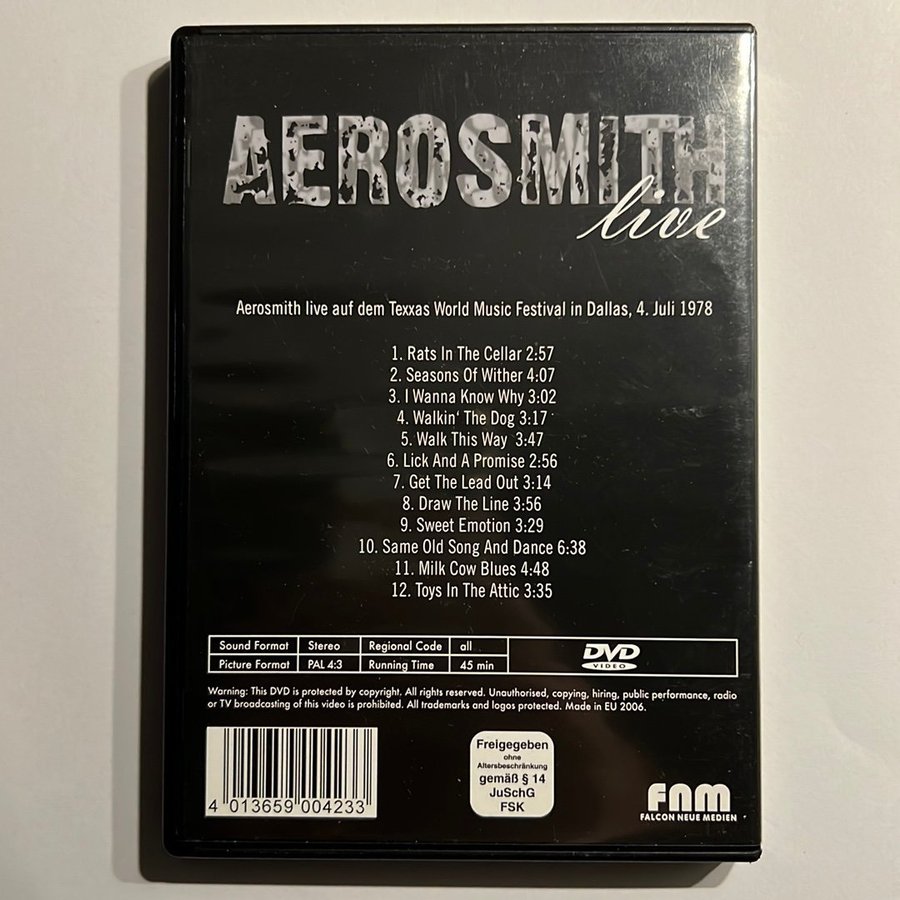 AEROSMITH
live
Aerosmith live auf dem Texxas World Music Festival in Dallas, 4. Juli 1978
1. Rats In The Cellar 2:57
2. Seasons Of Wither 4:07
3. I Wanna Know Why 3:02
4. Walkin' The Dog 3:17
5. Walk This Way 3:47
6. Lick And A Promise 2:56
7. Get The Lead Out 3:14
8. Draw The Line 3:56
9. Sweet Emotion 3:29
10. Same Old Song And Dance 6:38
11. Milk Cow Blues 4:48
12. Toys In The Attic 3:35
Sound Format Stereo Regional Code all
Picture Format PAL 4:3 Running Time 45 min
DVD
VIDEO
Warning: This DVD is protected by copyright. All rights reserved. Unauthorised, copying, hiring, public performance, radio
or TV broadcasting of this video is prohibited. All trademarks and logos protected. Made in EU 2006.
4 013659 004233
Freigegeben
ohne
Altersbeschränkung
gemäß § 14
JuSchG
FSK
fnm
FALCON NEUE MEDIEN